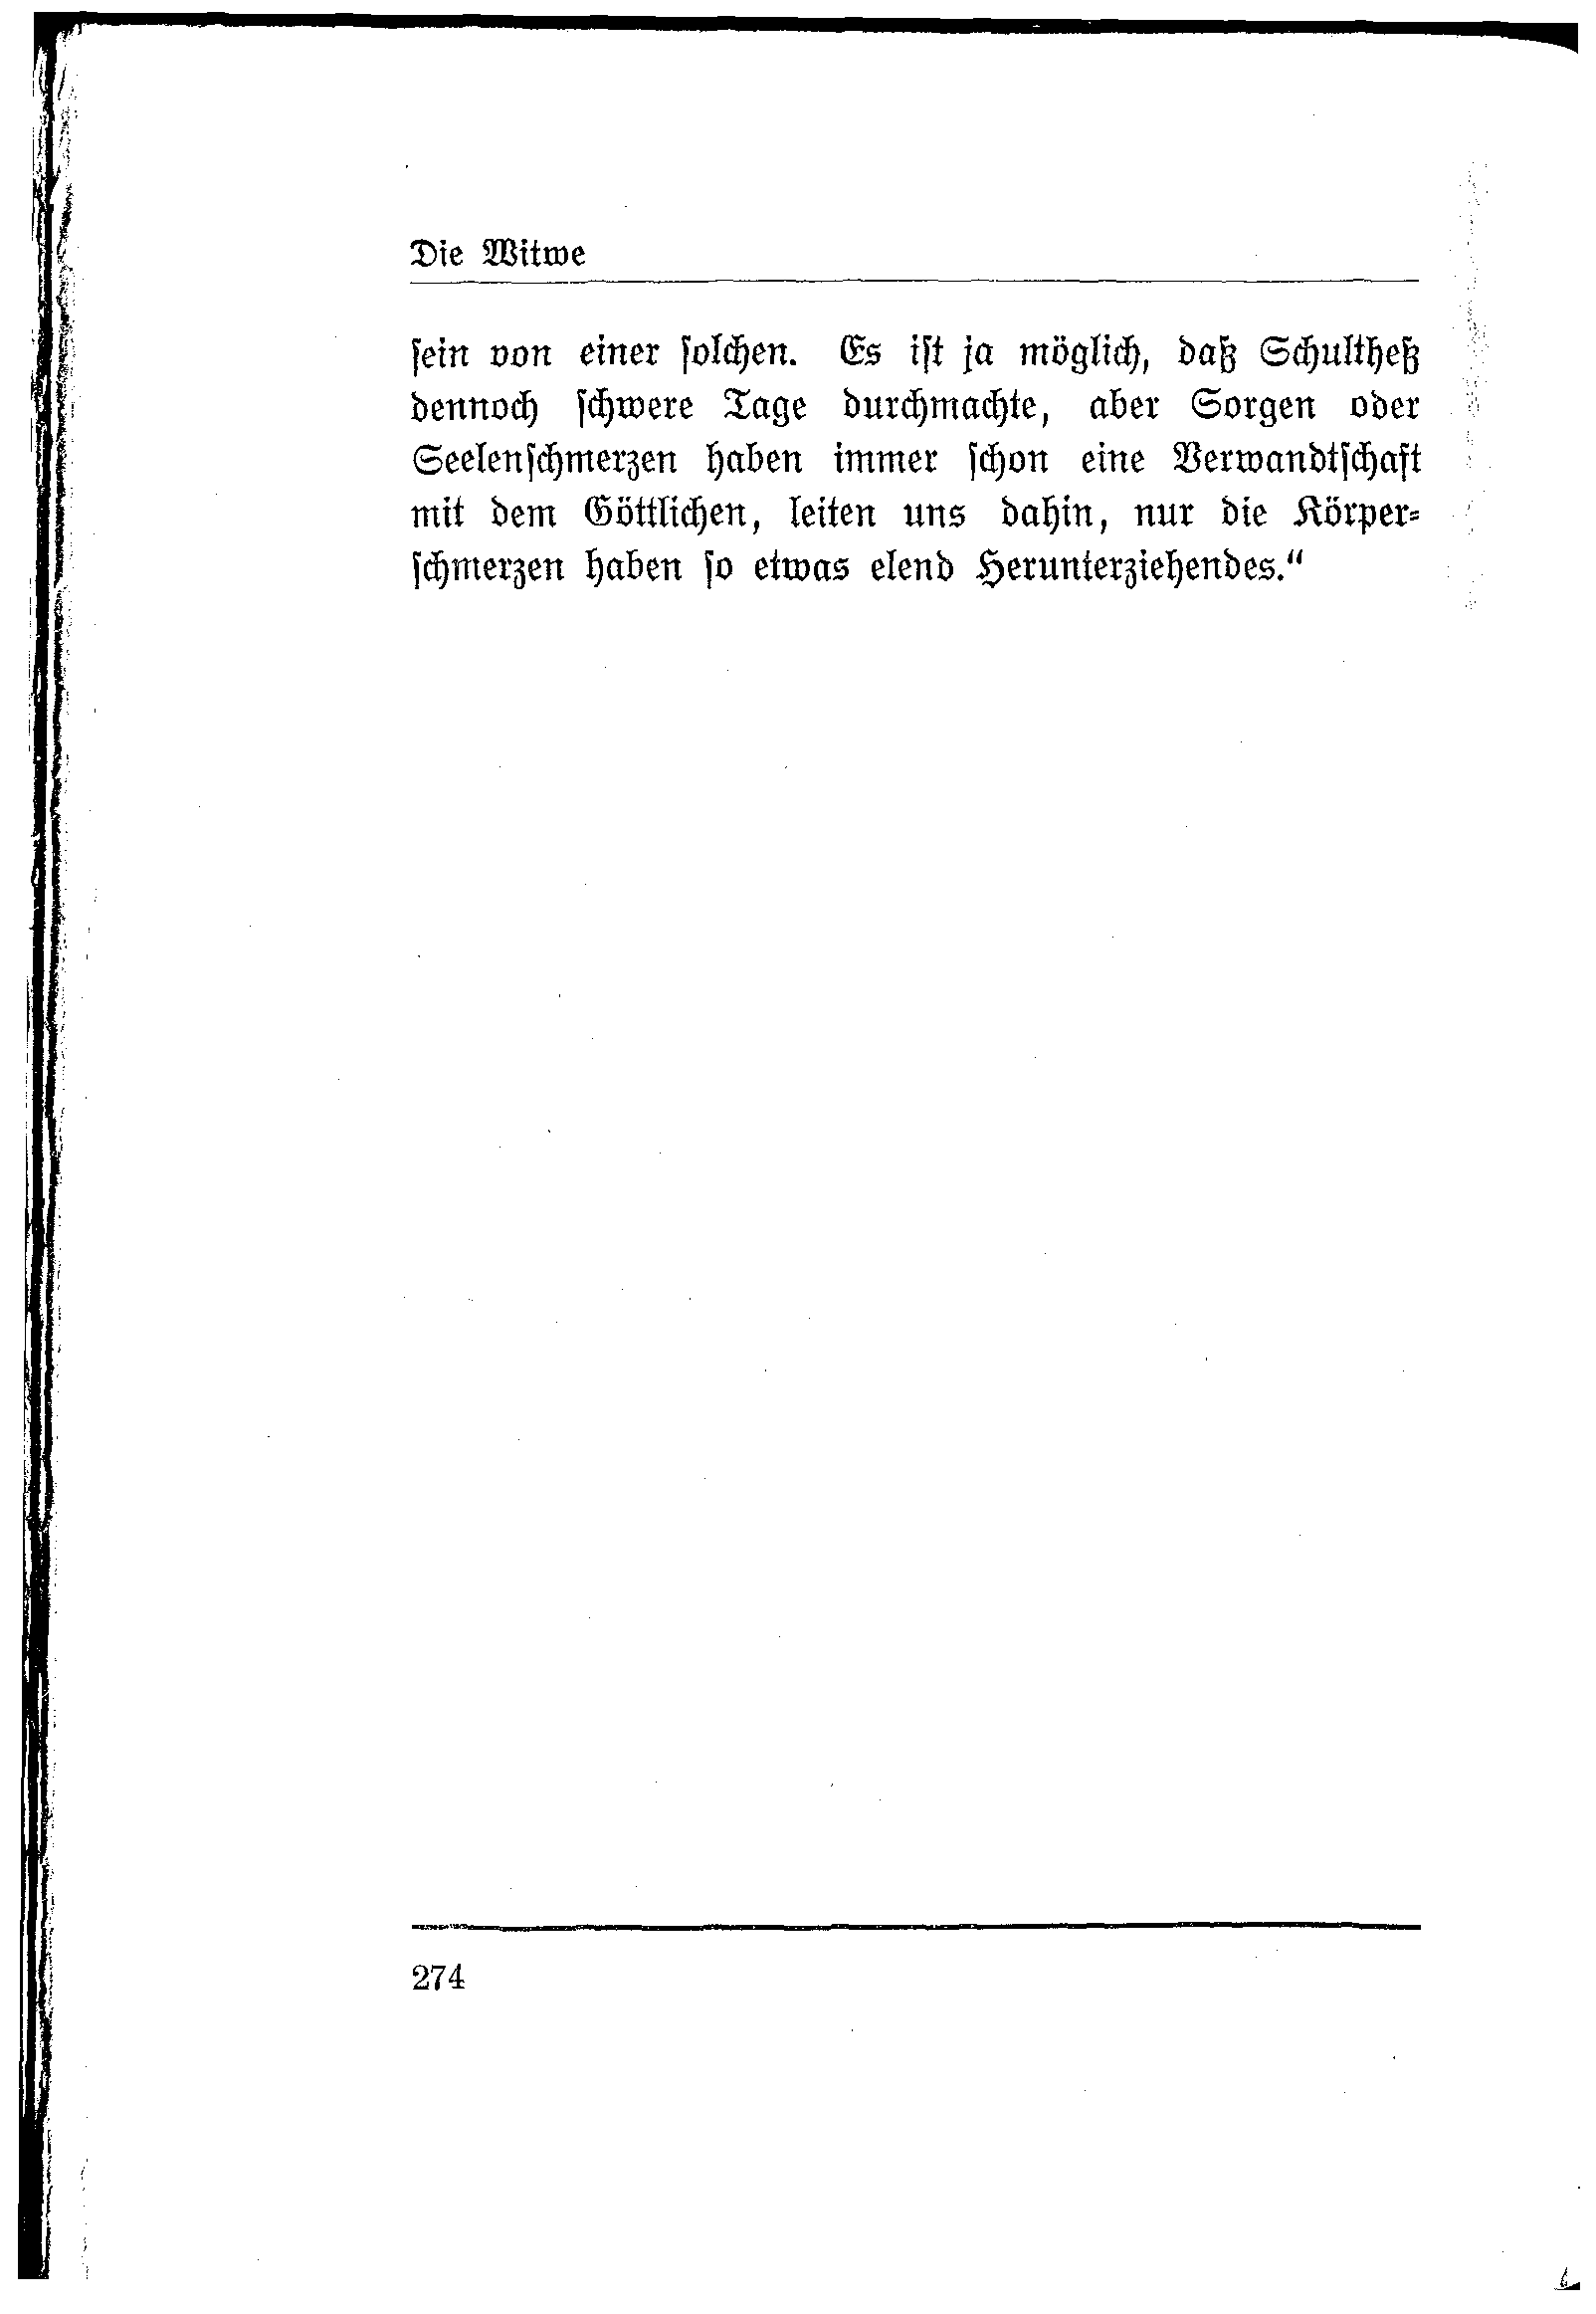 Die Witwe
sein von einer solchen. Es ist ja möglich, daß Schultheß
dennoch schwere Tage durchmachte, aber Sorgen oder
Seelenschmerzen haben immer schon eine Verwandtschaft
mit dem Göttlichen, leiten uns dahin, nur die Körper-
schmerzen haben so etwas elend Herunterziehendes.“
274